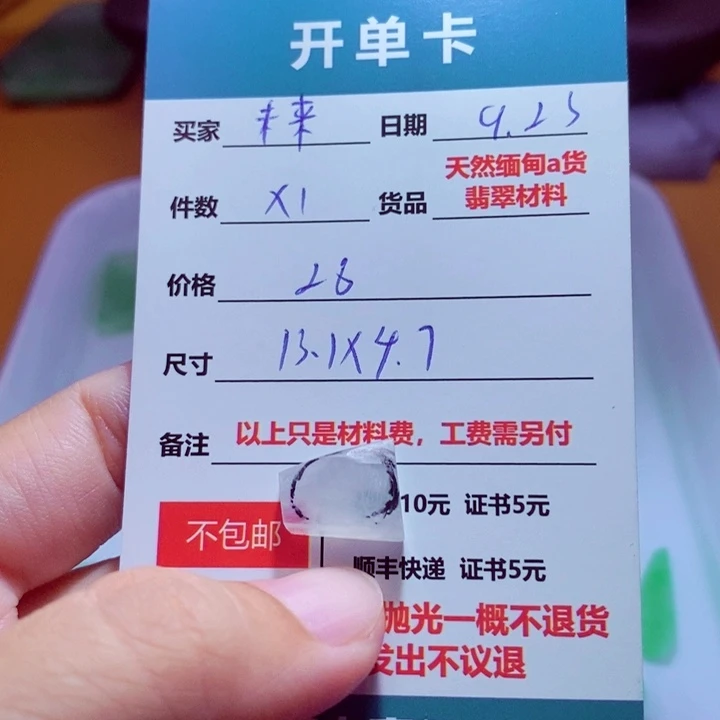 开单卡
买家 未来 日期 9.25
件数 X1 货品 天然缅甸a货
翡翠材料
价格 28
尺寸 13.1X4.7
备注 以上只是材料费，工费需另付
10元 证书5元
不包邮
顺丰快递 证书5元
抛光一概不退货
发出不议退